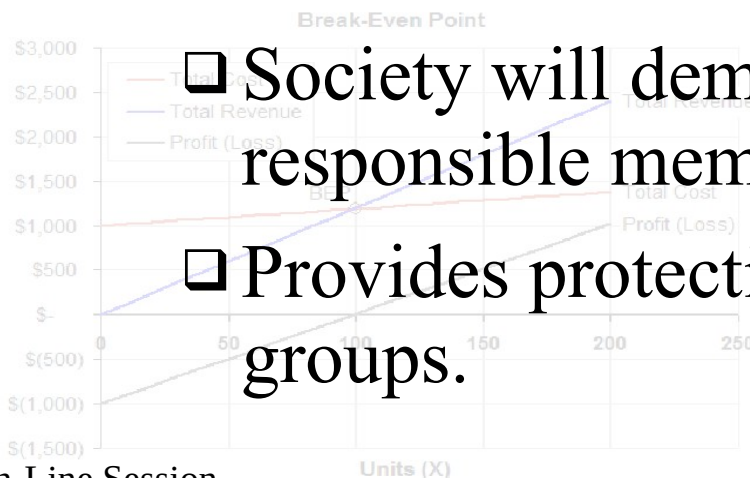 Break-Even Point
$3,000
$2,500
$2,000
$1,500
$1,000
$500
$-
$(500)
$(1,000)
$(1,500)
Total Cost
Total Revenue
Profit (Loss)
❑ Society will dem
responsible mem
❑ Provides protecti
groups.
BEP
Total Revenue
Total Cost
Profit (Loss)
0 50 100 150 200 250
Units (X)
n-Line Session